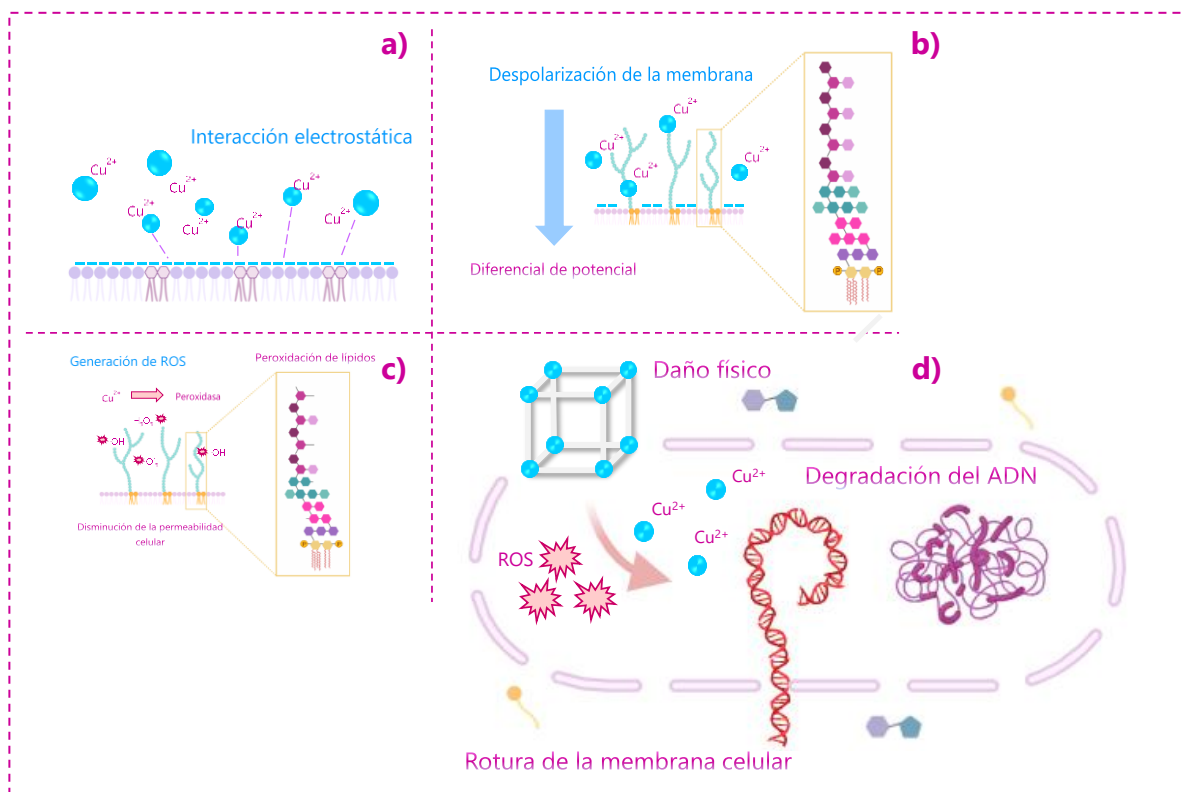 a)
Interacción electrostática
Cu2+
Cu2+
Cu2+
Cu2+
Cu2+
Cu2+
Cu2+
b)
Despolarización de la membrana
Cu2+
Cu2+
Cu2+
Cu2+
Diferencial de potencial
P
P
c)
Generación de ROS
Peroxidación de lípidos
Cu2+
Peroxidasa
OH
OH
Disminución de la permeabilidad
celular
P
P
d)
Daño físico
Degradación del ADN
Cu2+
Cu2+
Cu2+
ROS
Rotura de la membrana celular